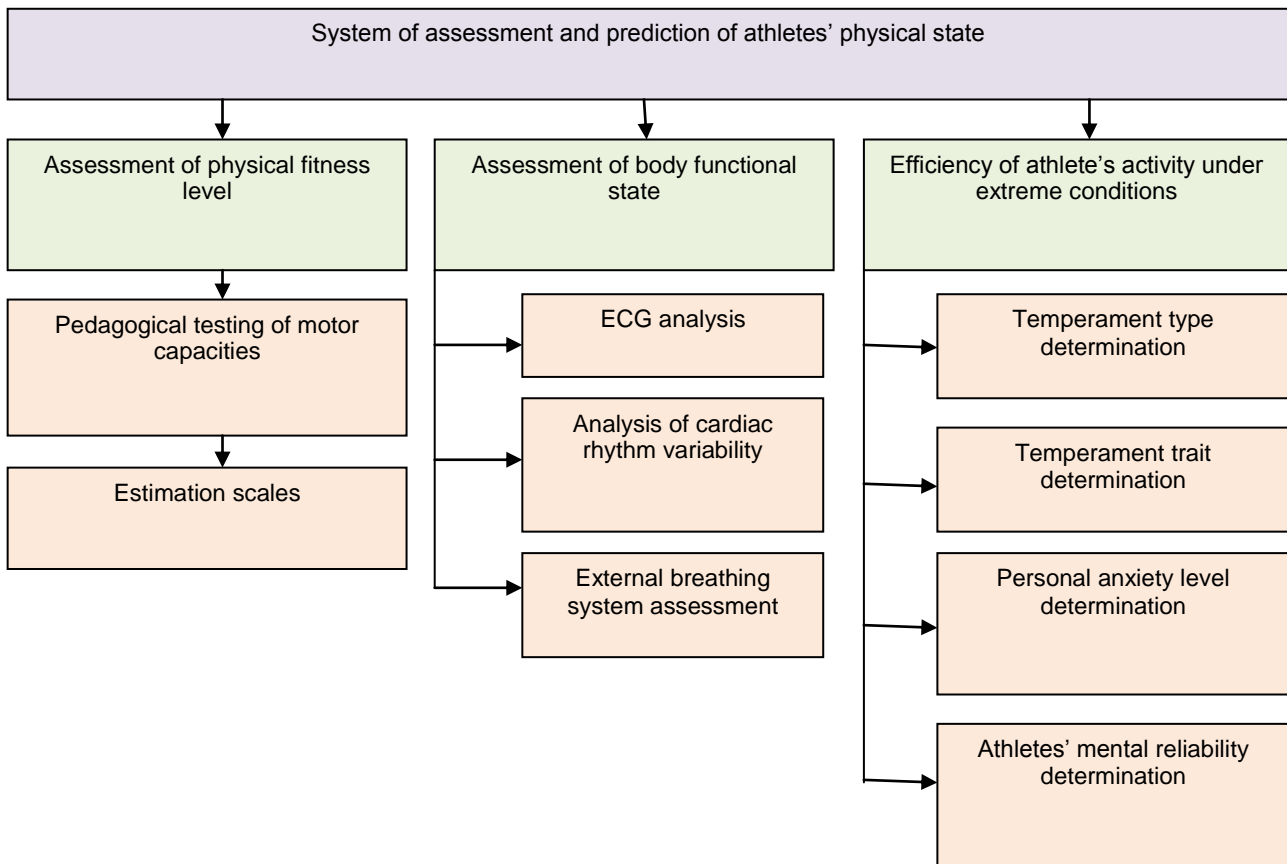 System of assessment and prediction of athletes’ physical state
Assessment of physical fitness
level
Pedagogical testing of motor
capacities
Estimation scales
Assessment of body functional
state
ECG analysis
Analysis of cardiac
rhythm variability
External breathing
system assessment
Efficiency of athlete’s activity under
extreme conditions
Temperament type
determination
Temperament trait
determination
Personal anxiety level
determination
Athletes’ mental reliability
determination